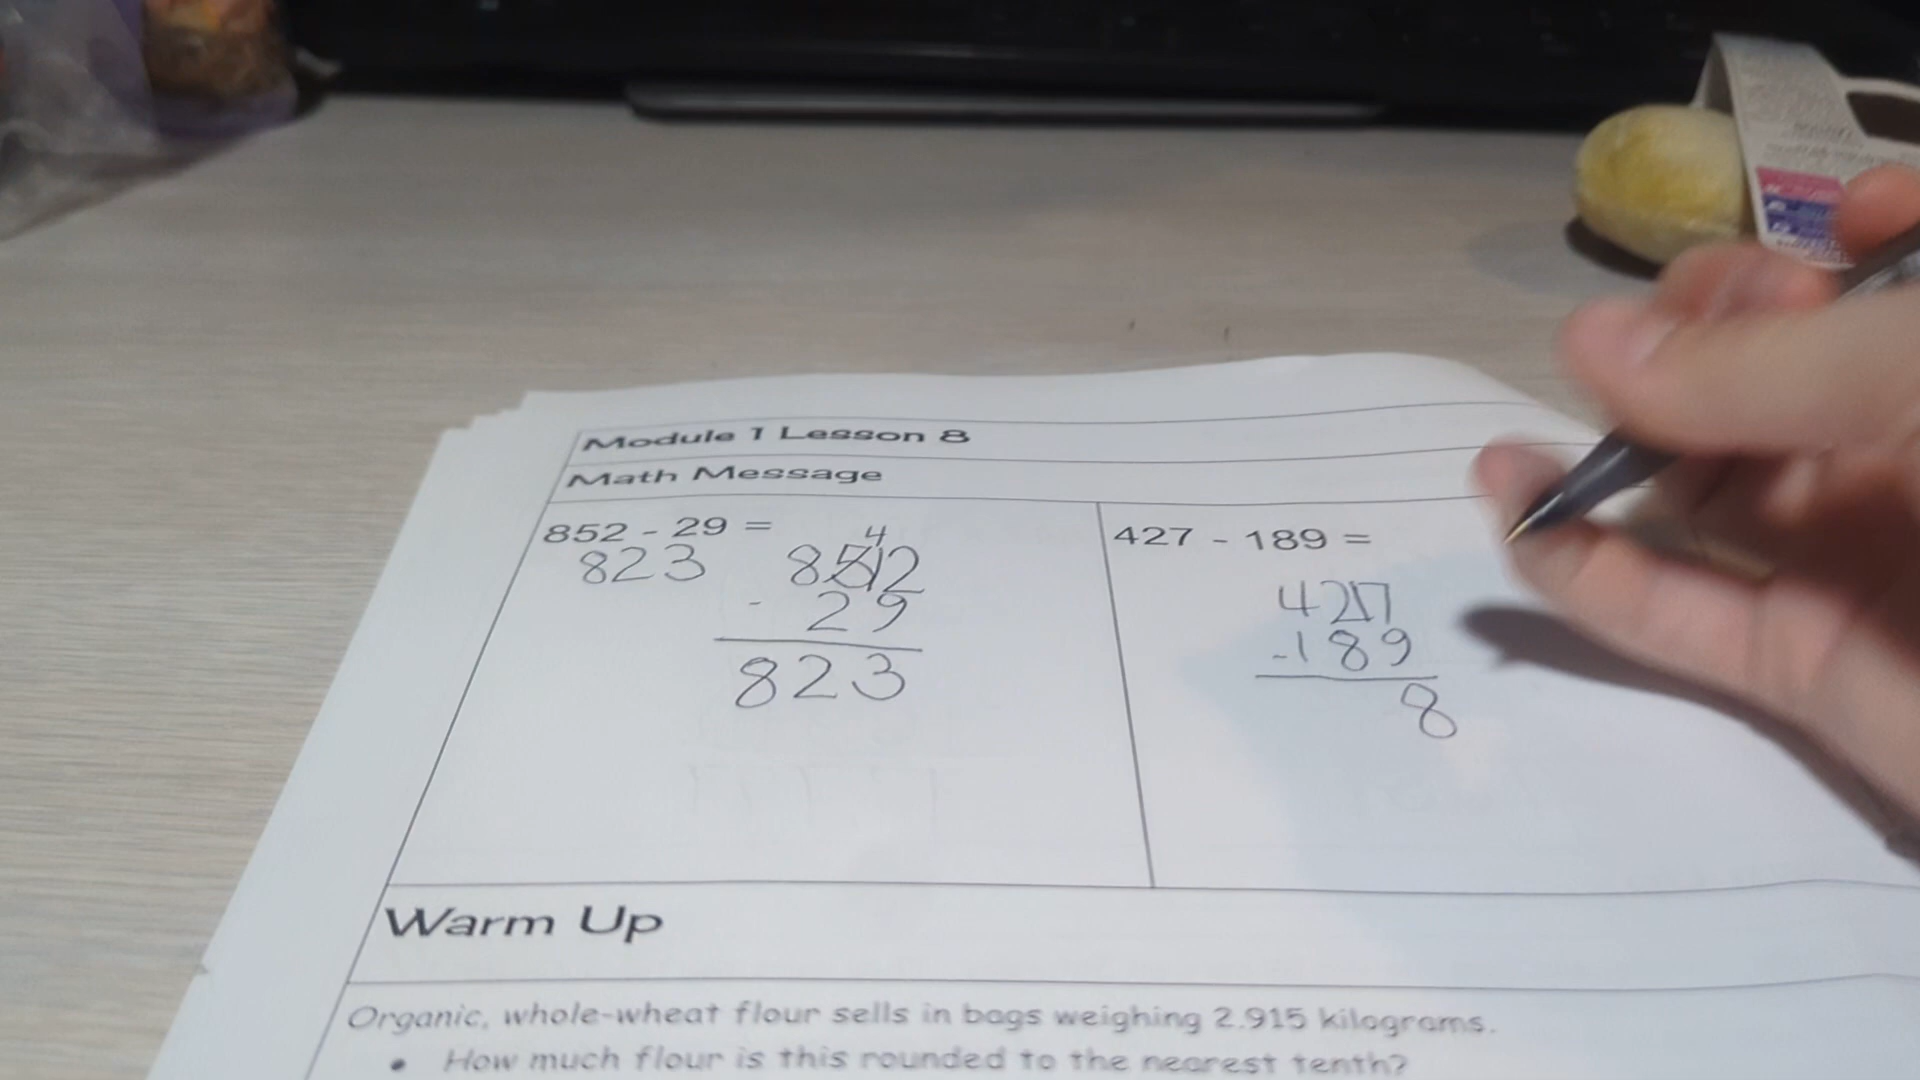 Module 1 Lesson 8
Math Message
852 - 29 =
823
4
8512
- 29
823
427 - 189 =
4217
-189
8
Warm Up
Organic, whole-wheat flour sells in bags weighing 2.915 kilograms.
• How much flour is this rounded to the nearest tenth?